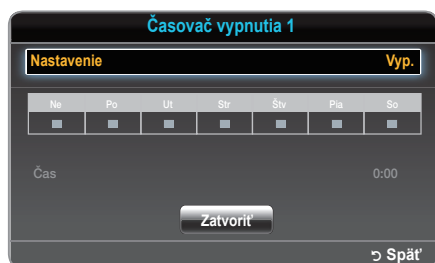 Časovač vypnutia 1
Nastavenie Vyp.
Ne Po Ut Str Štv Pia So
Čas 0:00
Zatvoriť
Späť